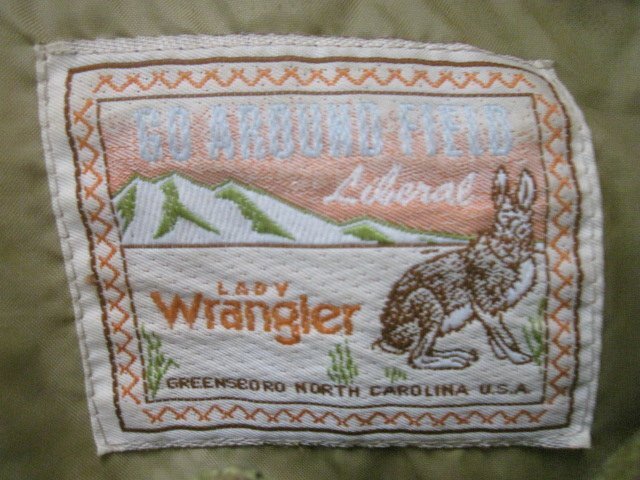 GO AROUND FIELD
Liberal
LADY
Wrangler
GREENSBORO NORTH CAROLINA U.S.A